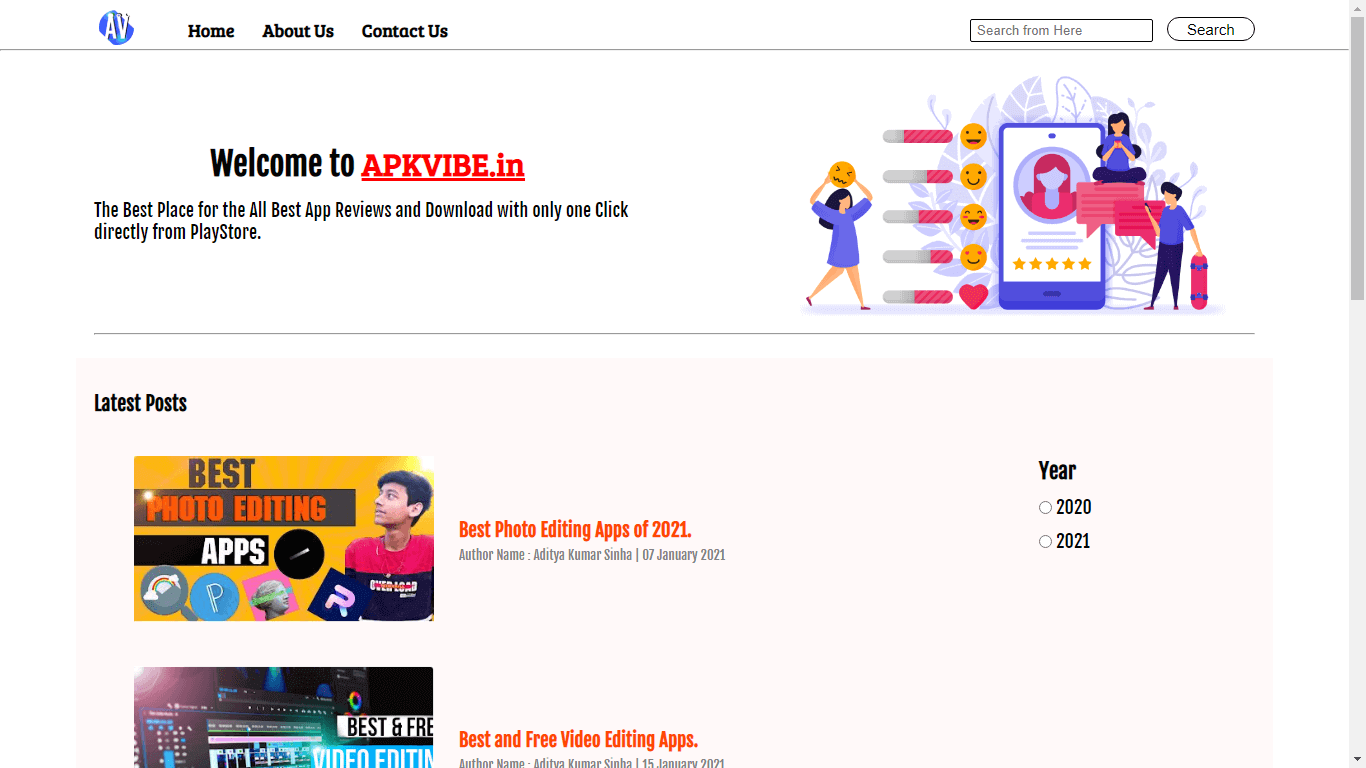 AV
Home
About Us
Contact Us
Search from Here
Search
Welcome to APKVIBE.in
The Best Place for the All Best App Reviews and Download with only one Click
directly from PlayStore.
Latest Posts
BEST
PHOTO EDITING
APPS
OVERLOAD
Best Photo Editing Apps of 2021.
Author Name : Aditya Kumar Sinha | 07 January 2021
Year
2020
2021
BEST & FRE
VIDEO EDITIN
Best and Free Video Editing Apps.
Author Name : Aditya Kumar Sinha | 15 January 2021